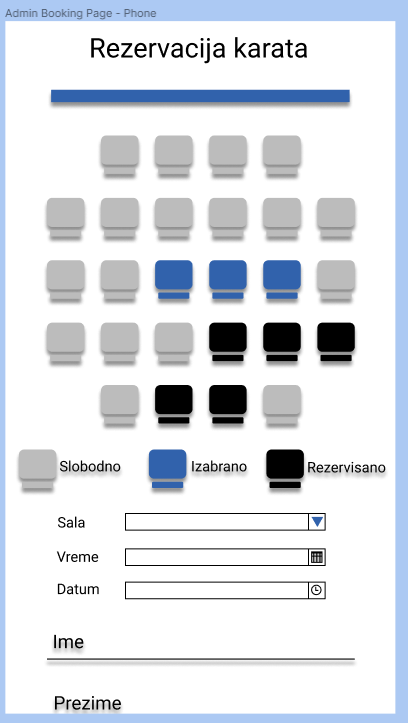 Admin Booking Page - Phone
Rezervacija karata
Slobodno Izabrano Rezervisano
Sala
Vreme
Datum
Ime
Prezime